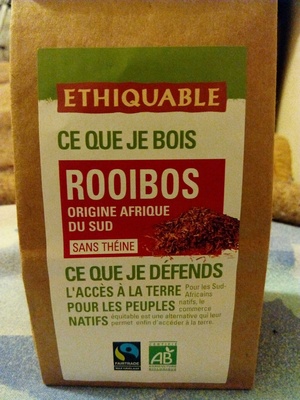 ETHIQUABLE
CE QUE JE BOIS
ROOIBOS
ORIGINE AFRIQUE
DU SUD
SANS THÉINE
CE QUE JE DÉFENDS
L'ACCÈS À LA TERRE
POUR LES PEUPLES
NATIFS
Pour les Sud-
Africains
natifs, le
commerce
équitable est une alternative qui leur
permet enfin d'accéder à la terre.
FAIRTRADE
AB